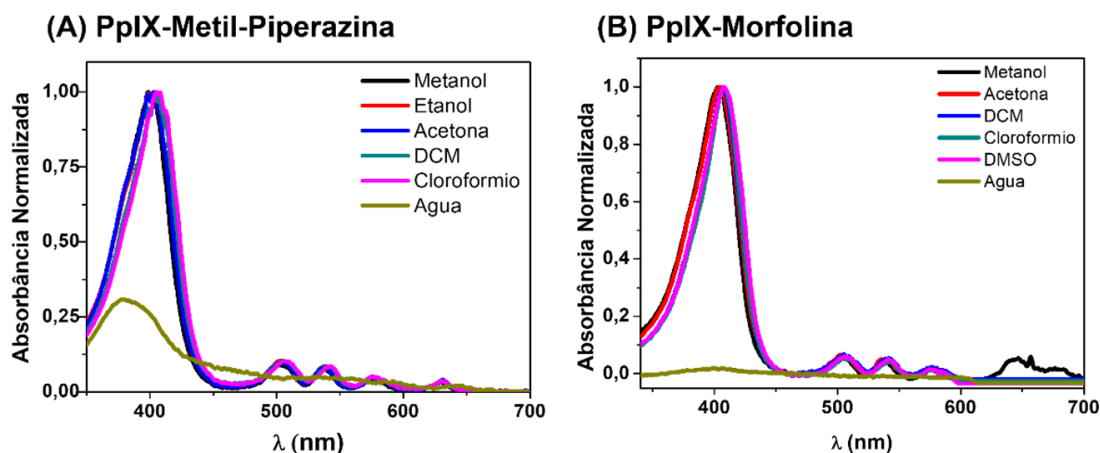 (A) PpIX-Metil-Piperazina
Absorbância Normalizada
1,00
0,75
0,50
0,25
0,00
Metanol
Etanol
Acetona
DCM
Cloroformio
Agua
400
500
600
700
λ (nm)
(B) PpIX-Morfolina
Absorbância Normalizada
1,0
0,8
0,6
0,4
0,2
0,0
Metanol
Acetona
DCM
Cloroformio
DMSO
Agua
400
500
600
700
λ (nm)